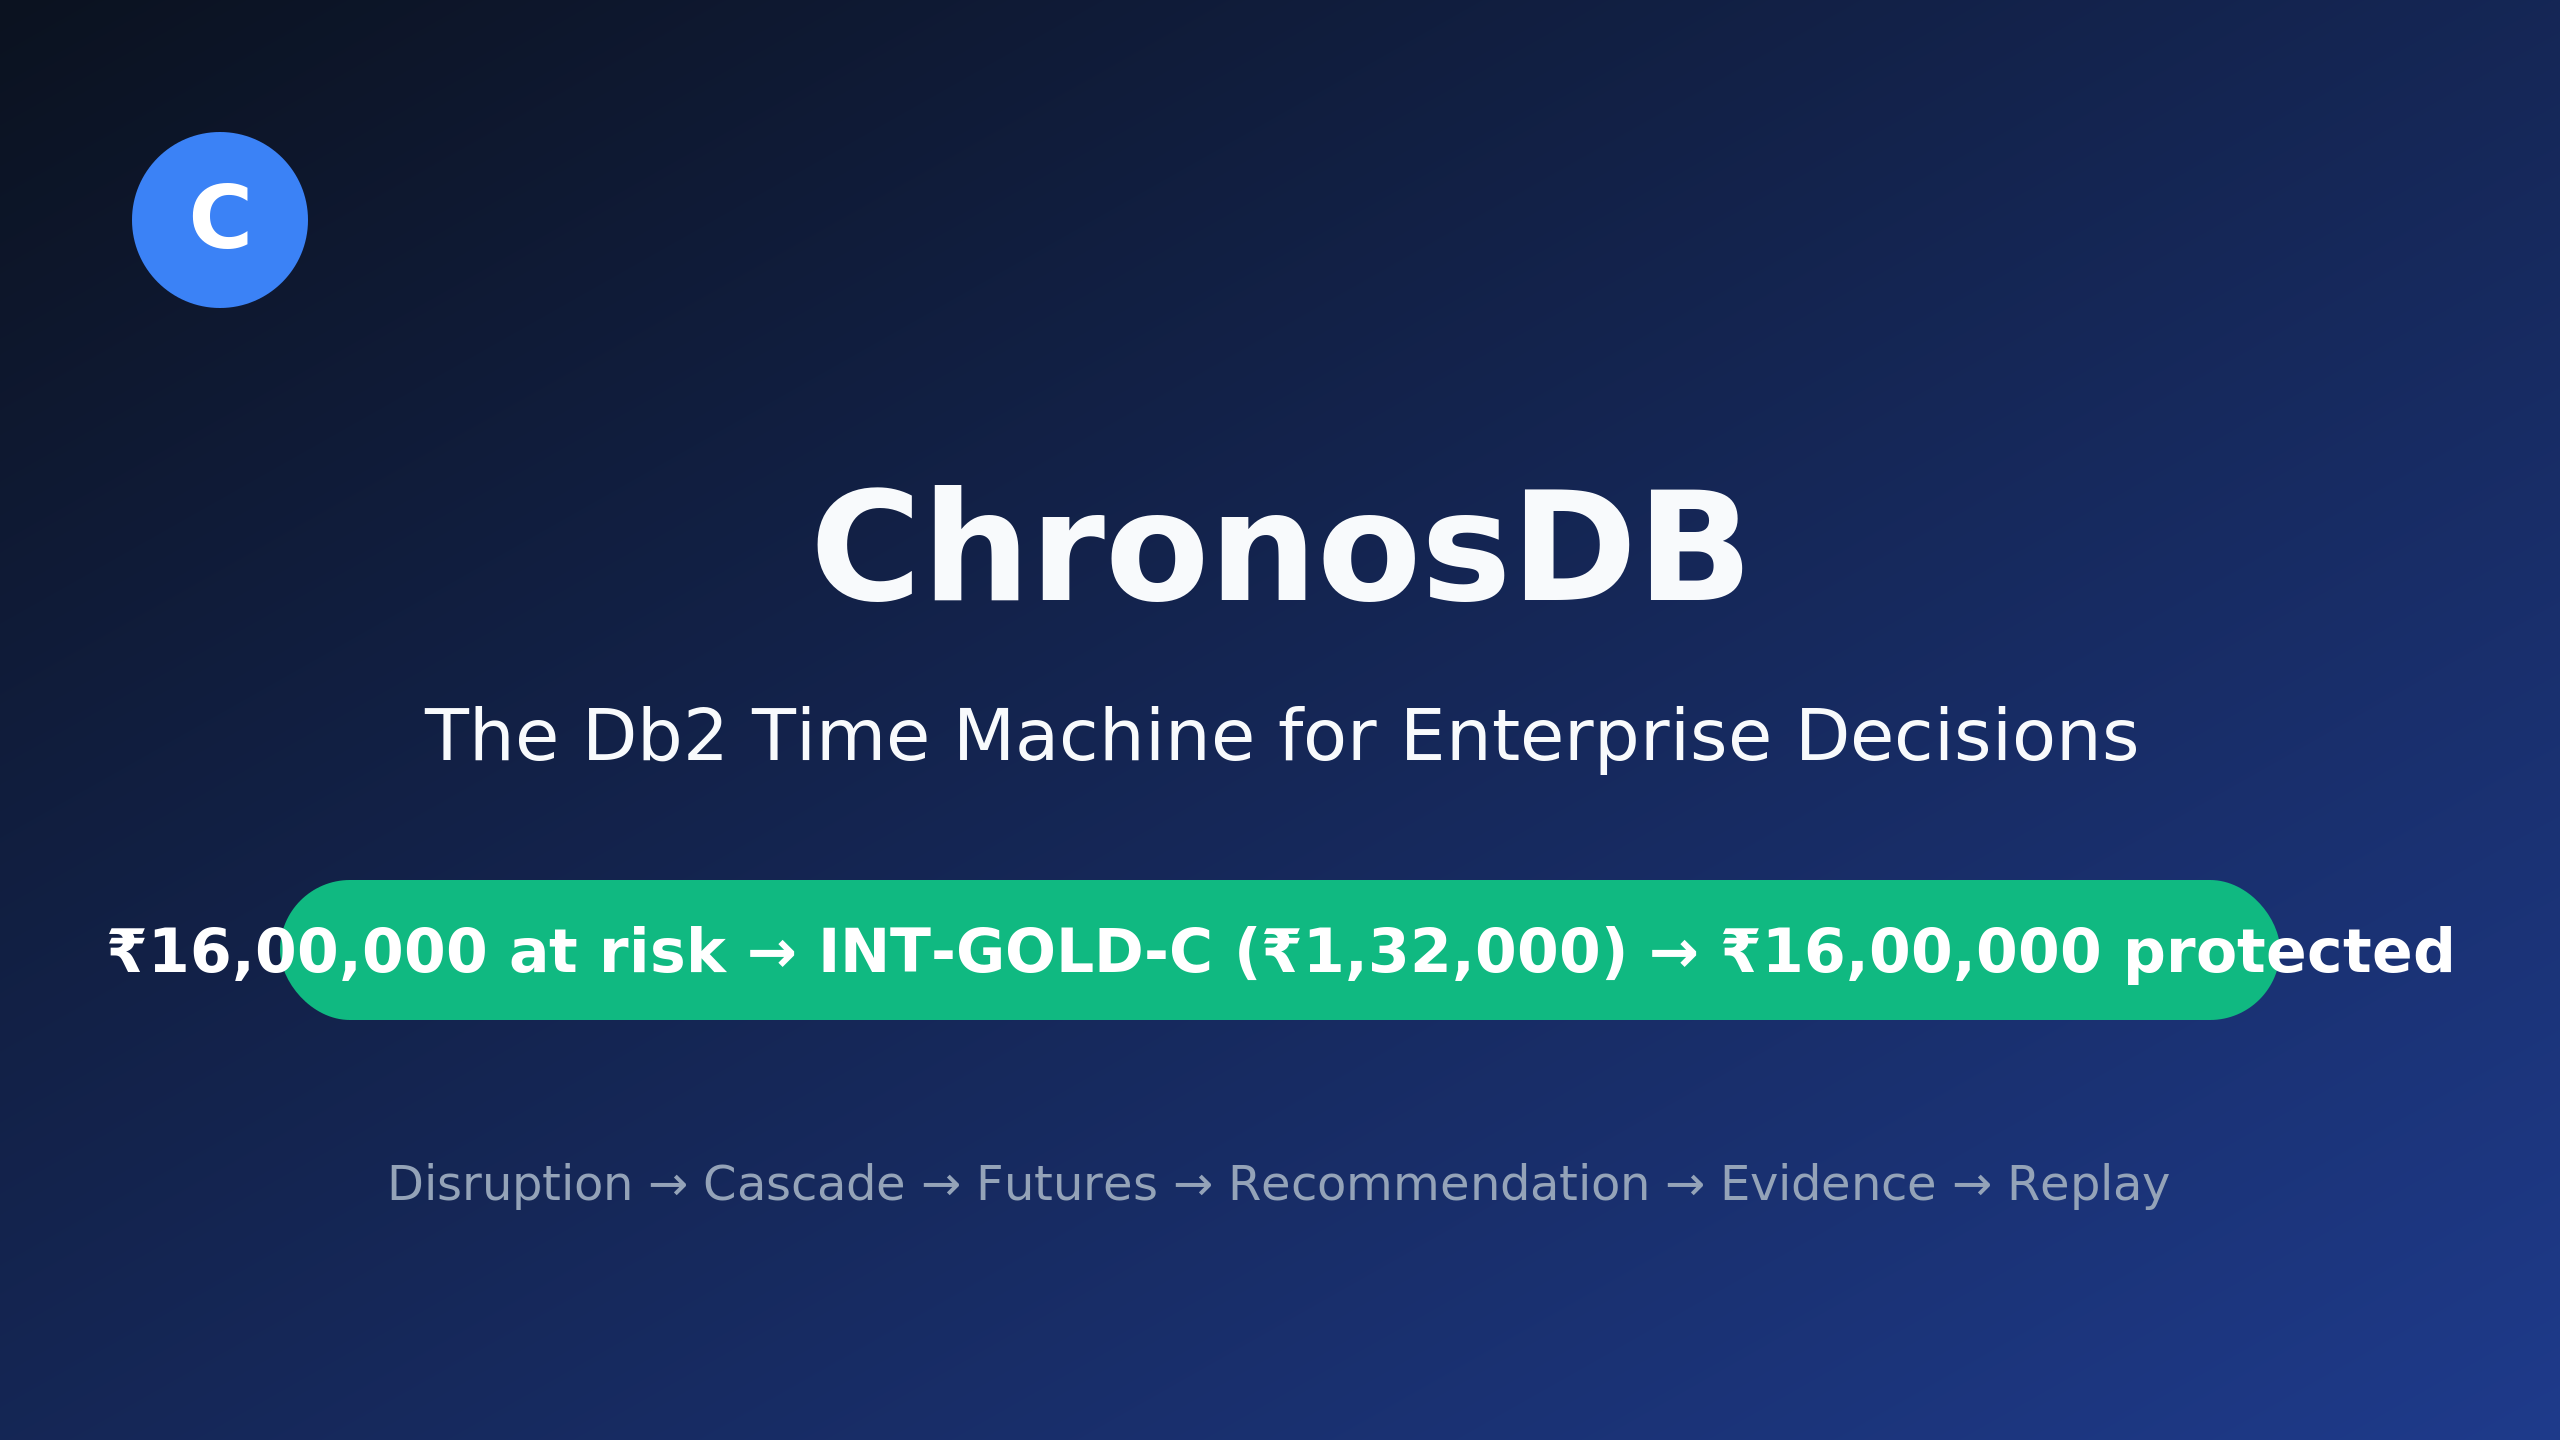 C
ChronosDB
The Db2 Time Machine for Enterprise Decisions
₹16,00,000 at risk → INT-GOLD-C (₹1,32,000) → ₹16,00,000 protected
Disruption → Cascade → Futures → Recommendation → Evidence → Replay